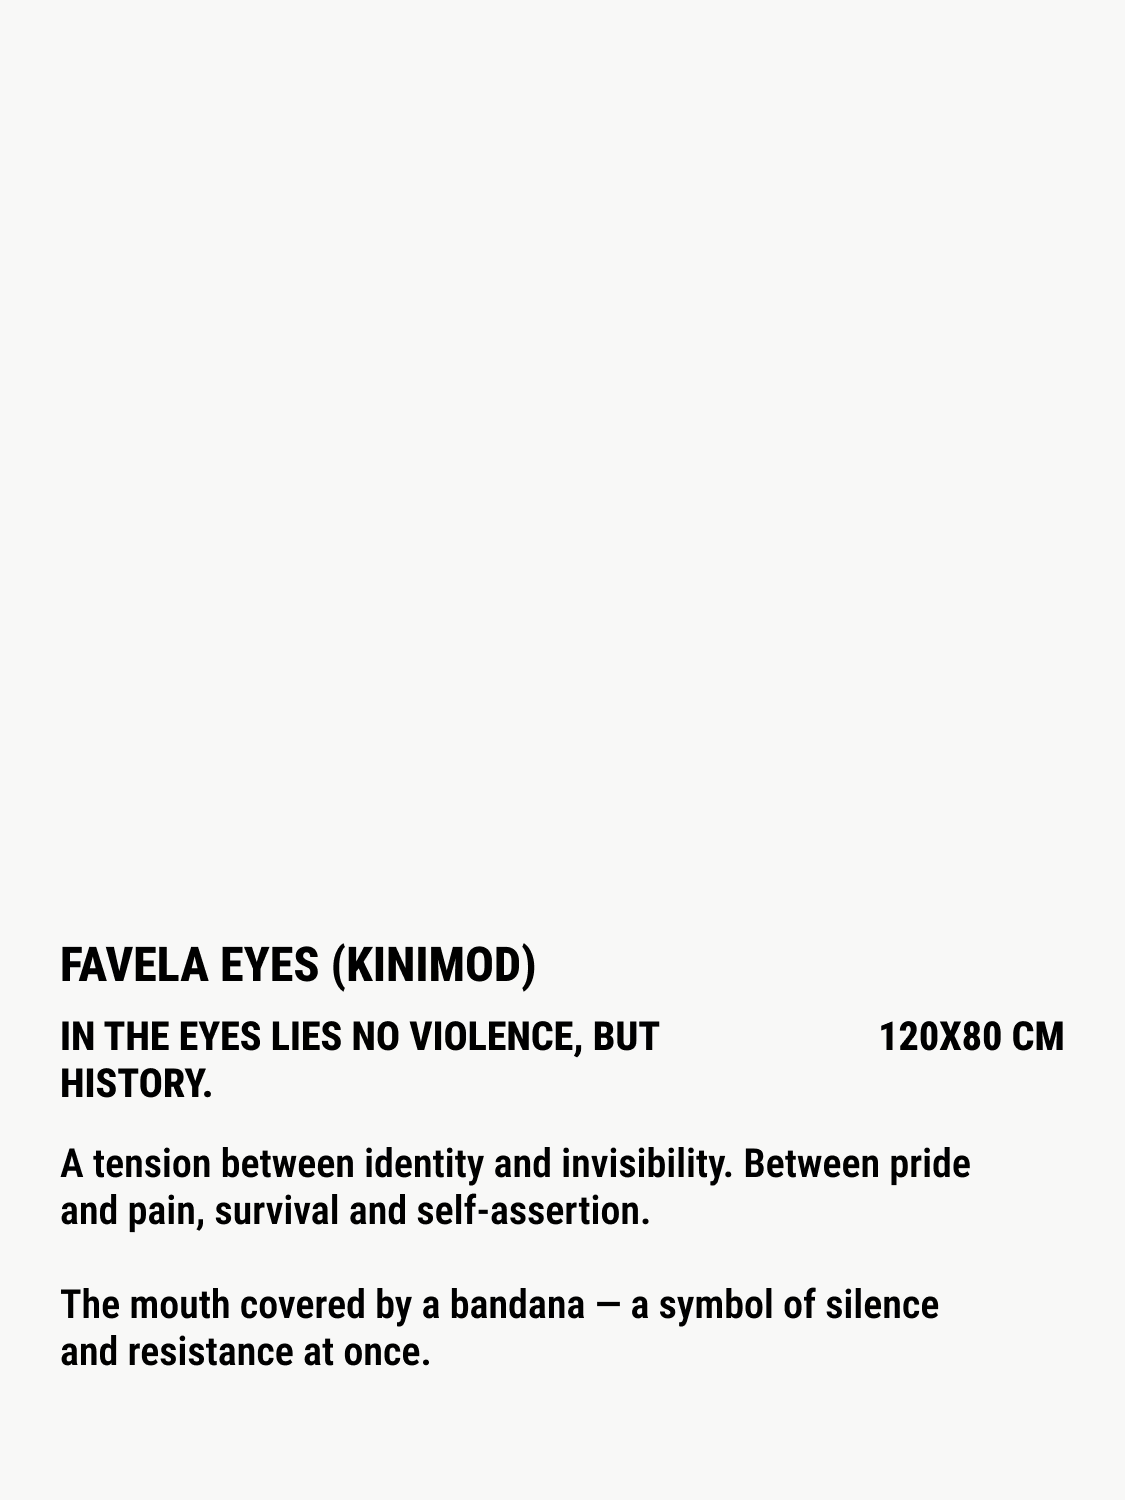 FAVELA EYES (KINIMOD)
IN THE EYES LIES NO VIOLENCE, BUT
HISTORY.
120X80 CM
A tension between identity and invisibility. Between pride
and pain, survival and self-assertion.
The mouth covered by a bandana — a symbol of silence
and resistance at once.